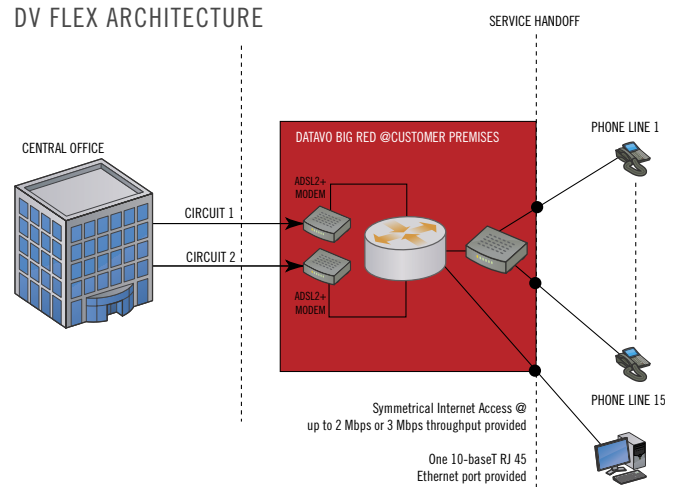 DV FLEX ARCHITECTURE
SERVICE HANDOFF
DATAVO BIG RED @CUSTOMER PREMISES
PHONE LINE 1
CENTRAL OFFICE
ADSL2+
MODEM
CIRCUIT 1
CIRCUIT 2
ADSL2+
MODEM
PHONE LINE 15
Symmetrical Internet Access @
up to 2 Mbps or 3 Mbps throughput provided
One 10-baseT RJ 45
Ethernet port provided